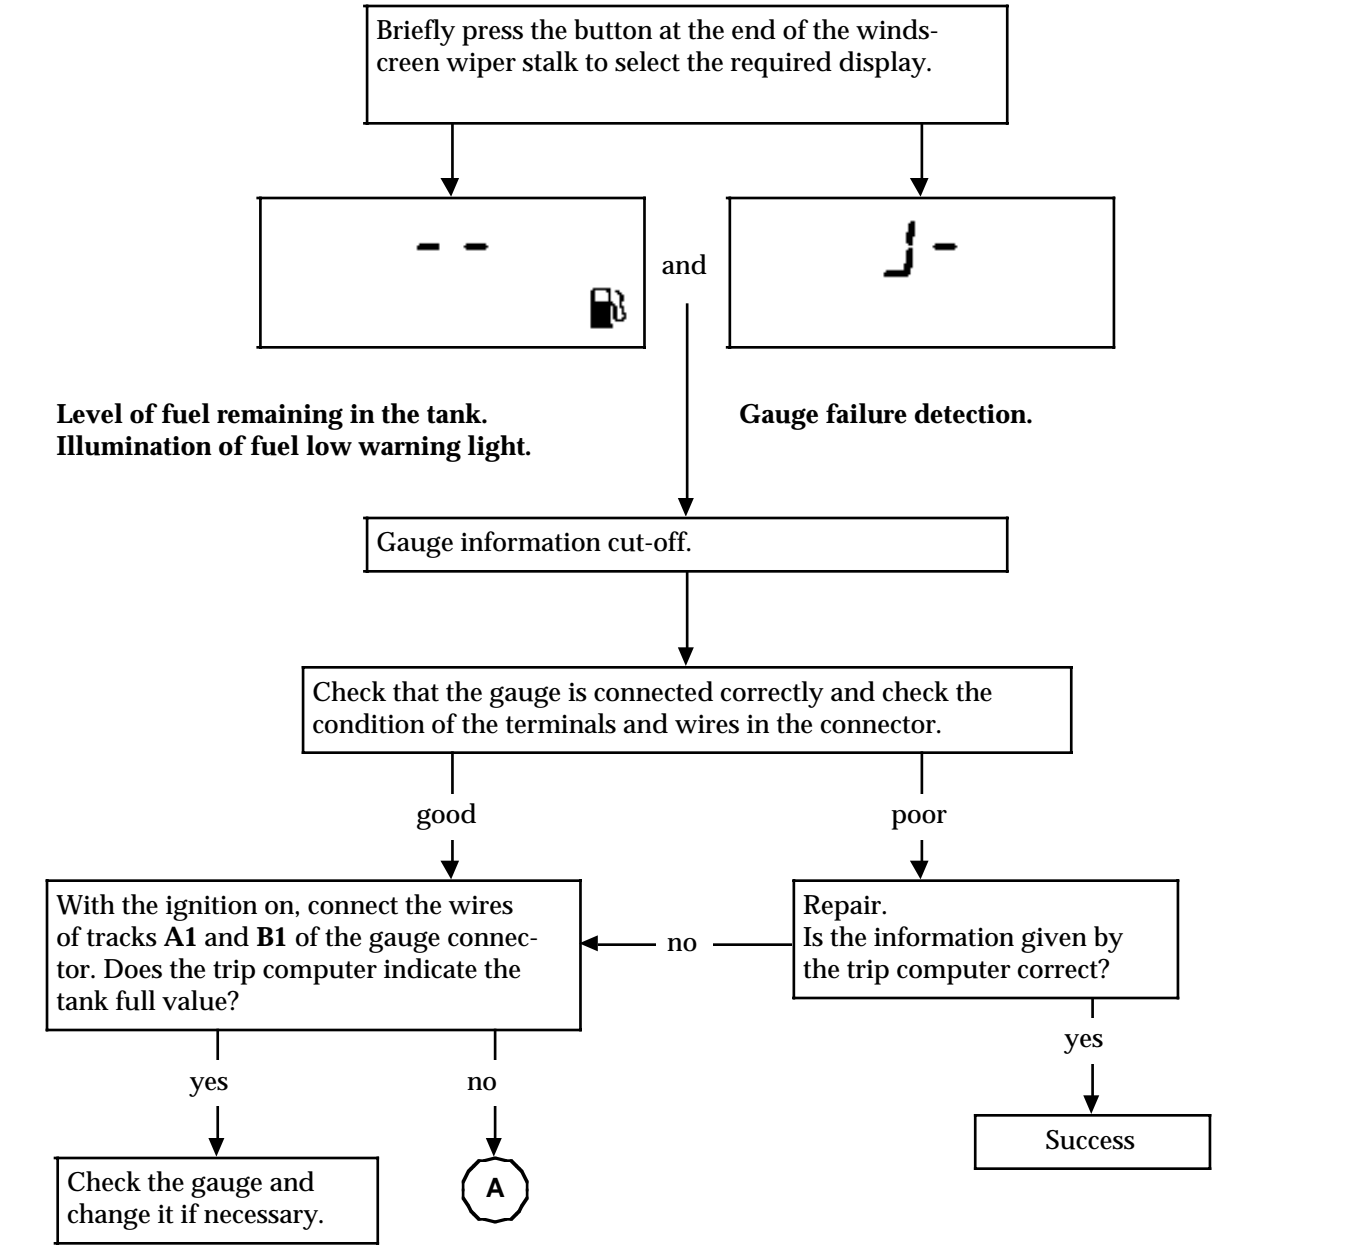 Briefly press the button at the end of the winds-
creen wiper stalk to select the required display.
- -
and
Level of fuel remaining in the tank.
Illumination of fuel low warning light.
Gauge failure detection.
Gauge information cut-off.
Check that the gauge is connected correctly and check the
condition of the terminals and wires in the connector.
good
poor
With the ignition on, connect the wires
of tracks A1 and B1 of the gauge connec-
tor. Does the trip computer indicate the
tank full value?
no
Repair.
Is the information given by
the trip computer correct?
yes
no
yes
Check the gauge and
change it if necessary.
A
Success